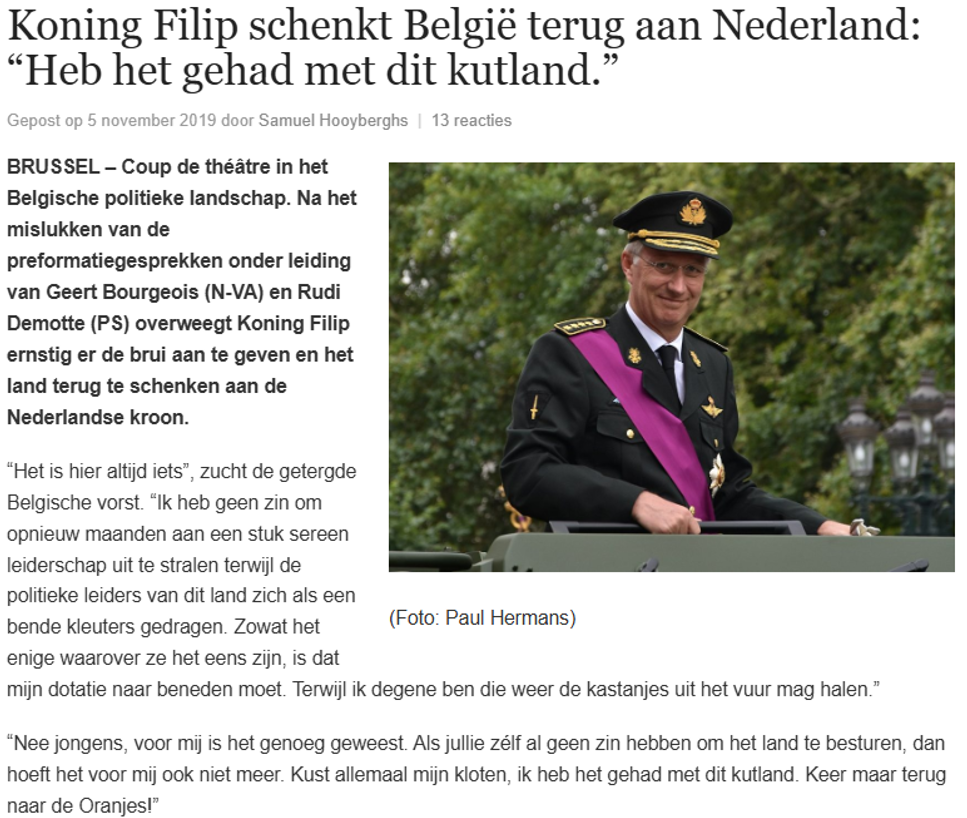 Koning Filip schenkt België terug aan Nederland:
“Heb het gehad met dit kutland.”
Gepost op 5 november 2019 door Samuel Hooyberghs | 13 reacties
BRUSSEL – Coup de théâtre in het
Belgische politieke landschap. Na het
mislukken van de
preformatiegesprekken onder leiding
van Geert Bourgeois (N-VA) en Rudi
Demotte (PS) overweegt Koning Filip
ernstig er de brui aan te geven en het
land terug te schenken aan de
Nederlandse kroon.
“Het is hier altijd iets”, zucht de getergde
Belgische vorst. “Ik heb geen zin om
opnieuw maanden aan een stuk sereen
leiderschap uit te stralen terwijl de
politieke leiders van dit land zich als een
bende kleuters gedragen. Zowat het
enige waarover ze het eens zijn, is dat
mijn dotatie naar beneden moet. Terwijl ik degene ben die weer de kastanjes uit het vuur mag halen.”
(Foto: Paul Hermans)
“Nee jongens, voor mij is het genoeg geweest. Als jullie zélf al geen zin hebben om het land te besturen, dan
hoeft het voor mij ook niet meer. Kust allemaal mijn kloten, ik heb het gehad met dit kutland. Keer maar terug
naar de Oranjes!”